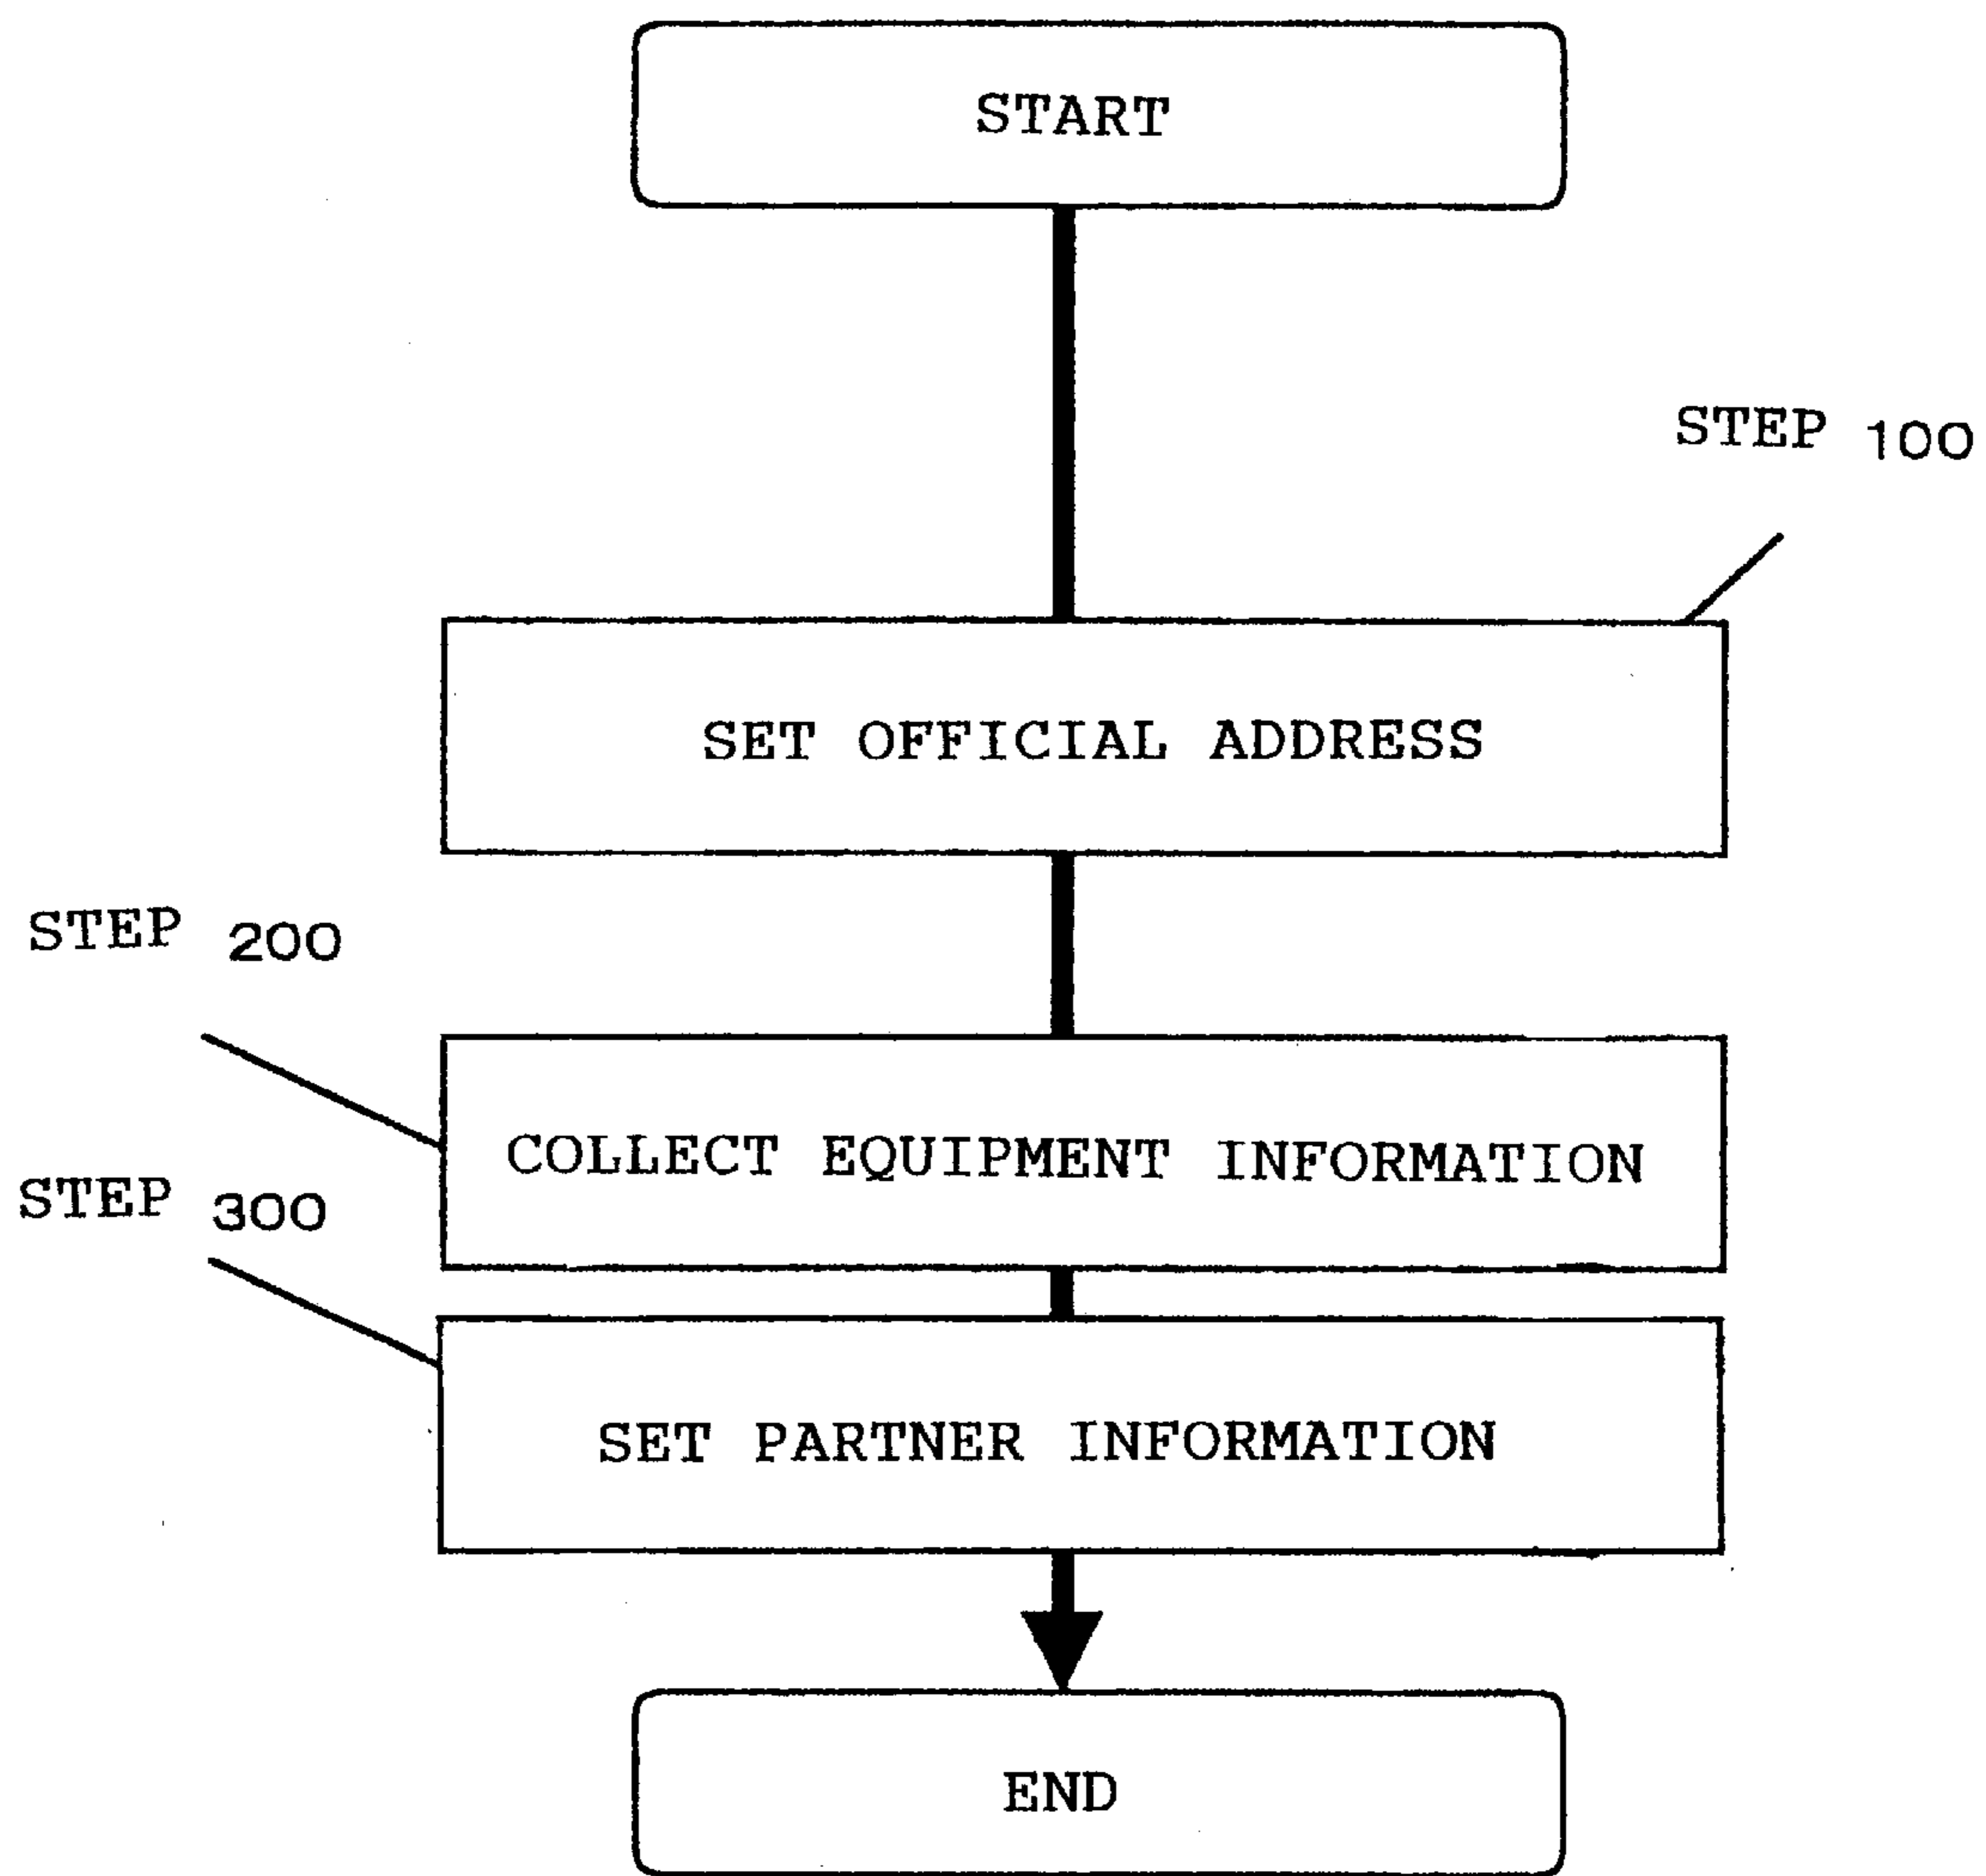 START
STEP 100
SET OFFICIAL ADDRESS
STEP 200
COLLECT EQUIPMENT INFORMATION
STEP 300
SET PARTNER INFORMATION
END